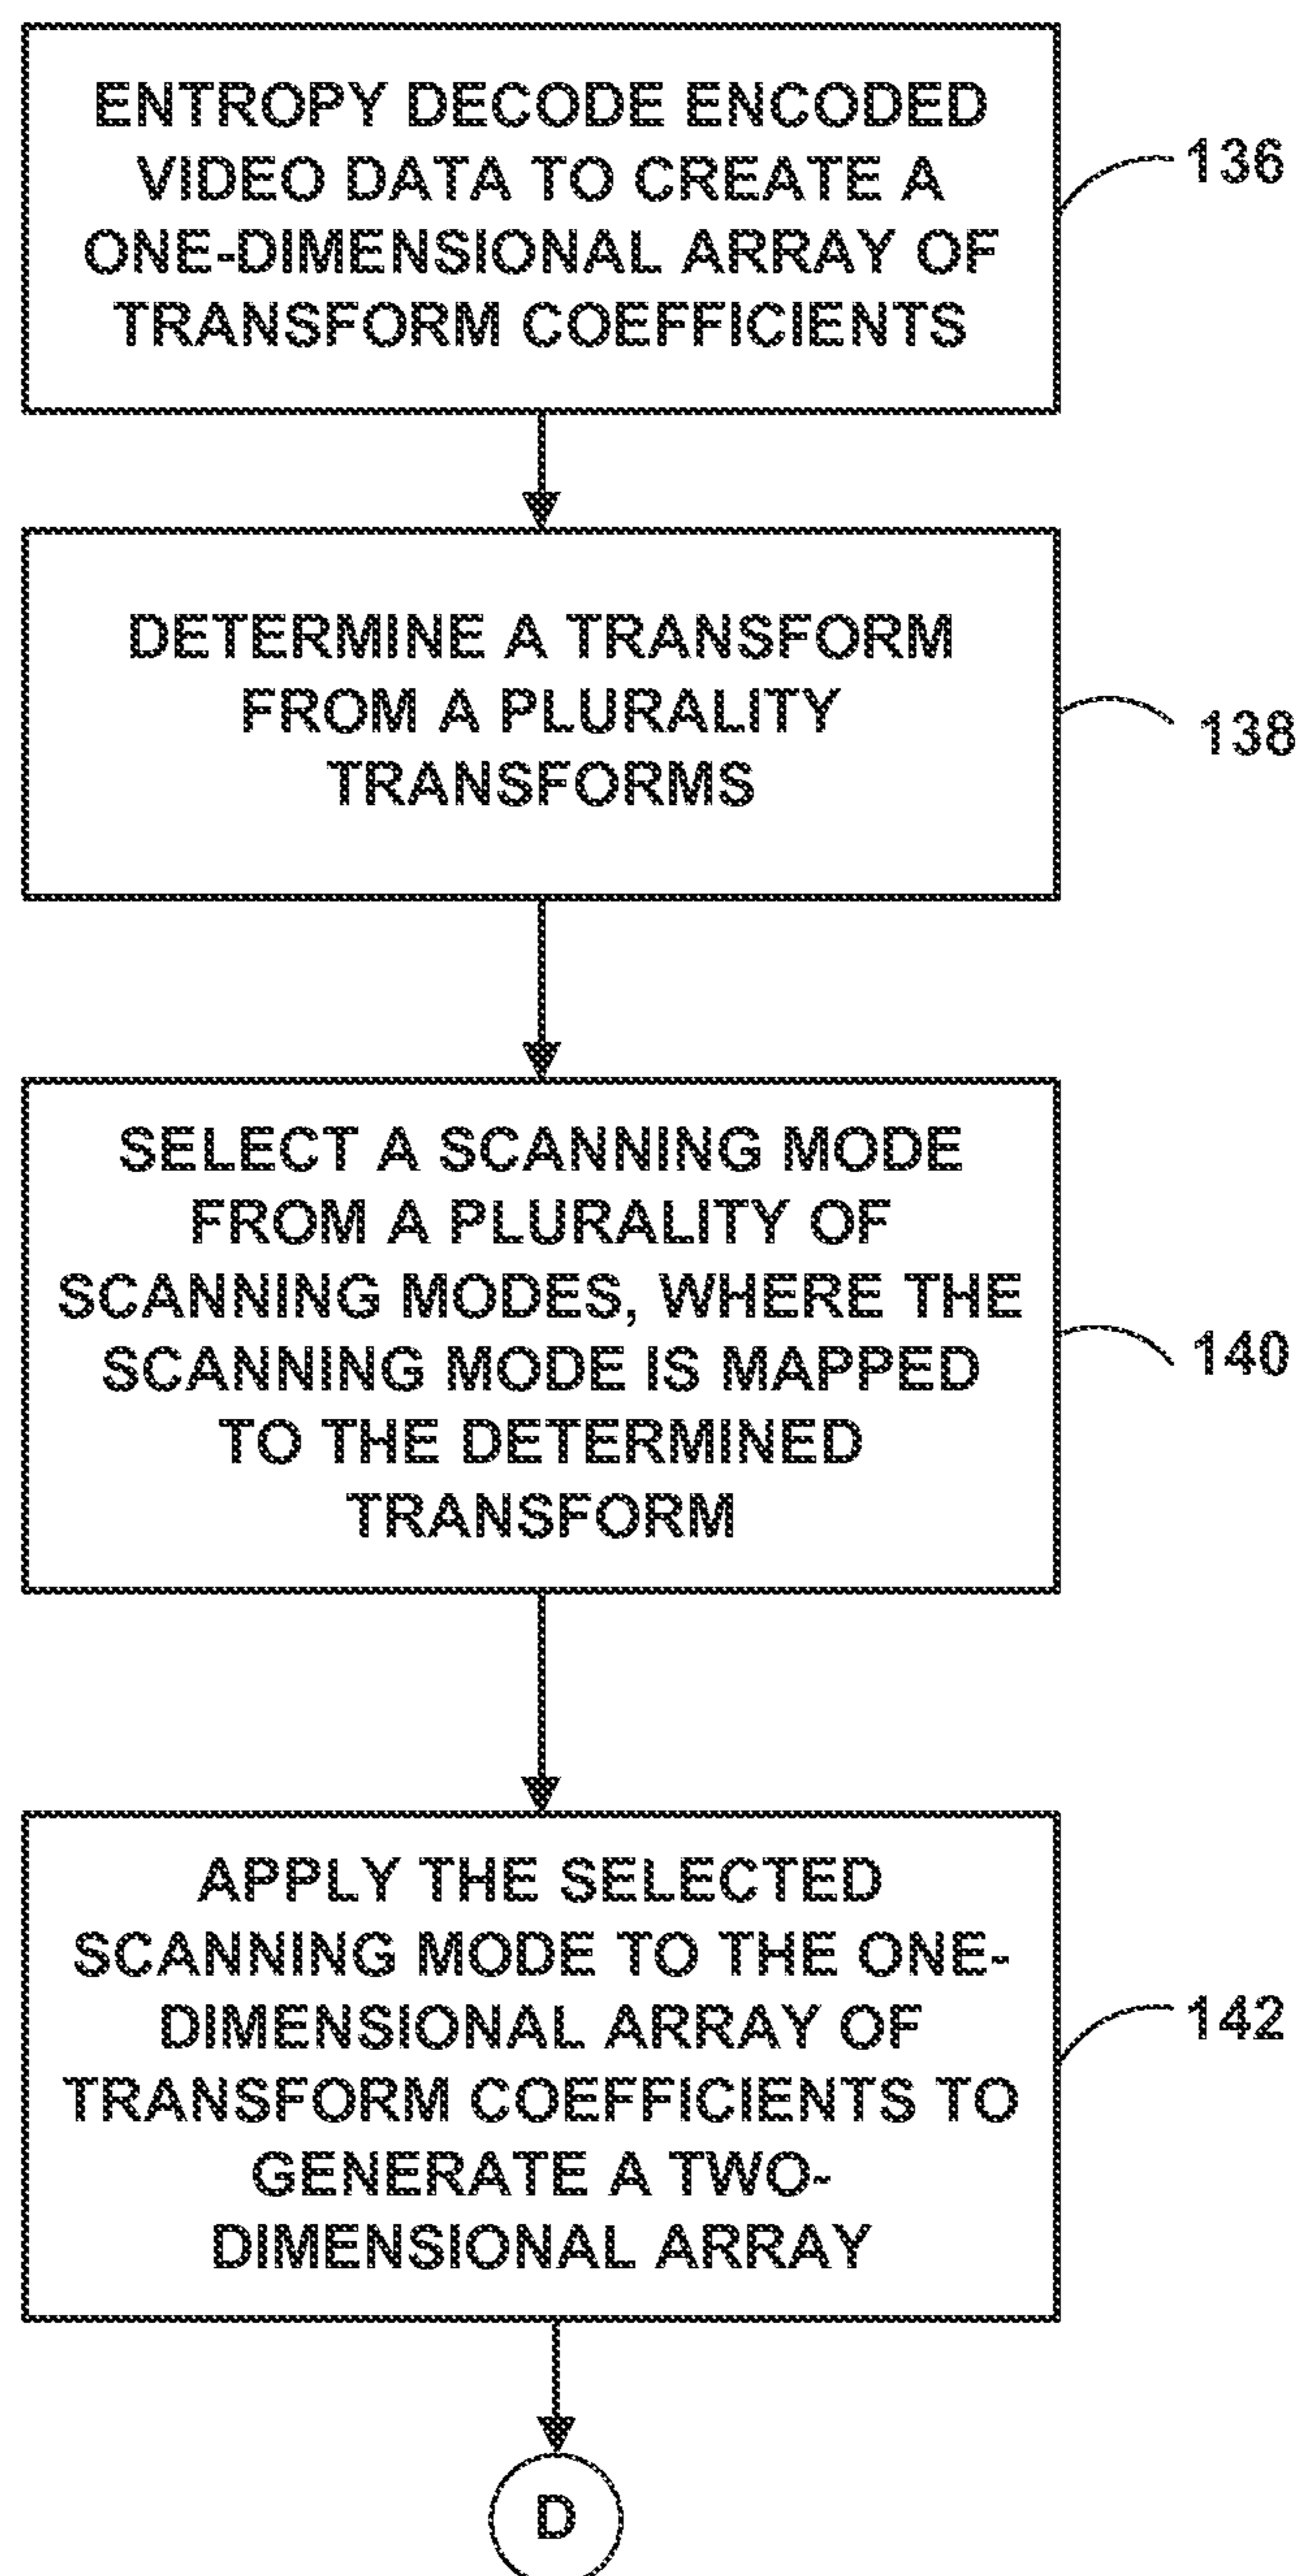 ENTROPY DECODE ENCODED
VIDEO DATA TO CREATE A
ONE-DIMENSIONAL ARRAY OF
TRANSFORM COEFFICIENTS
136
DETERMINE A TRANSFORM
FROM A PLURALITY
TRANSFORMS
138
SELECT A SCANNING MODE
FROM A PLURALITY OF
SCANNING MODES, WHERE THE
SCANNING MODE IS MAPPED
TO THE DETERMINED
TRANSFORM
140
APPLY THE SELECTED
SCANNING MODE TO THE ONE-
DIMENSIONAL ARRAY OF
TRANSFORM COEFFICIENTS TO
GENERATE A TWO-
DIMENSIONAL ARRAY
142
D